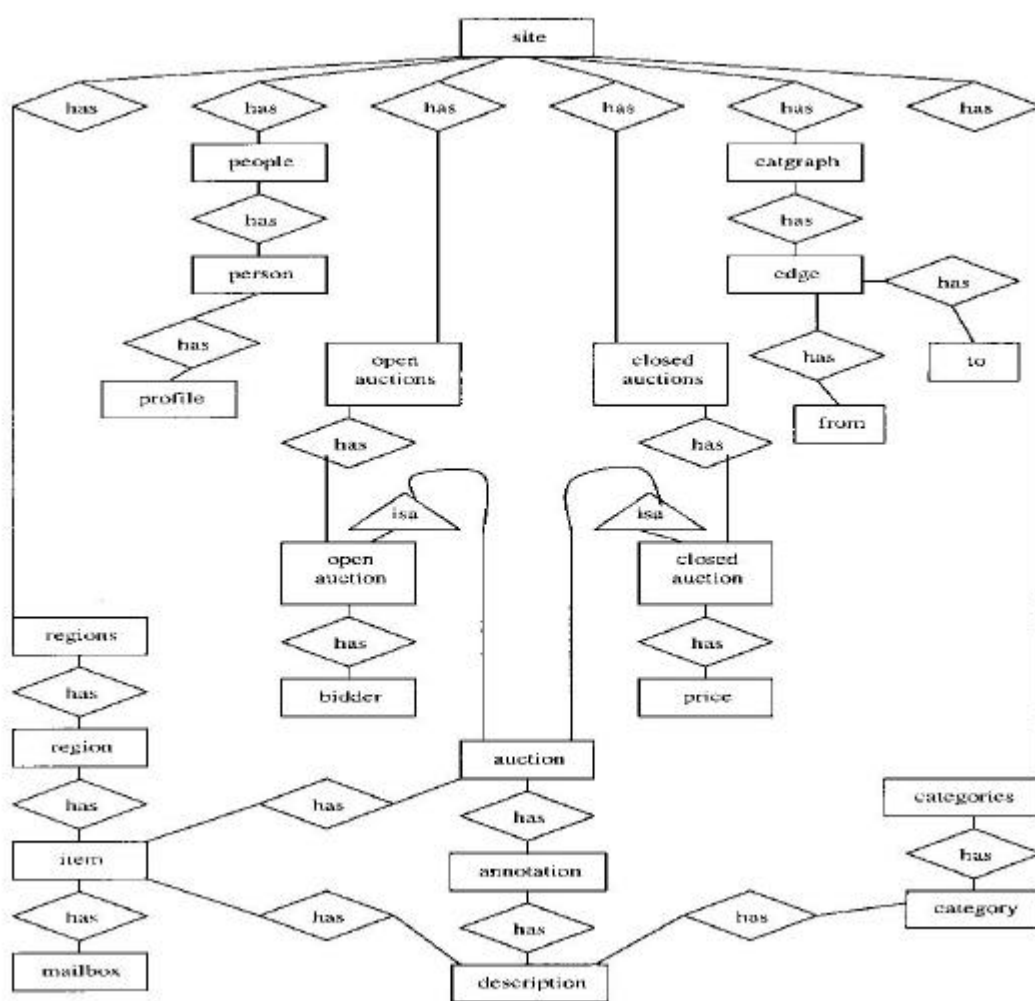 site
has
has
has
has
has
has
people
catgraph
has
has
person
edge
has
has
open
auctions
closed
auctions
has
to
profile
from
has
has
isa
isa
open
auction
closed
auction
regions
has
has
has
bidder
price
region
auction
has
has
has
categories
item
annotation
has
has
has
has
has
category
mailbox
description